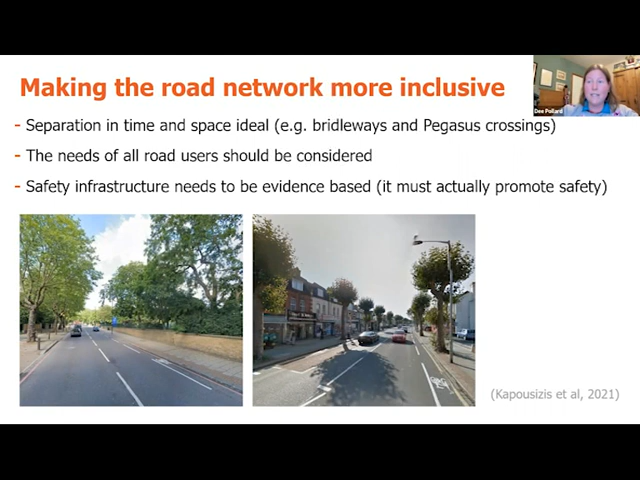 Making the road network more inclusive
- Separation in time and space ideal (e.g. bridleways and Pegasus crossings)
- The needs of all road users should be considered
- Safety infrastructure needs to be evidence based (it must actually promote safety)
(Kapousizis et al, 2021)
Dee Pollard